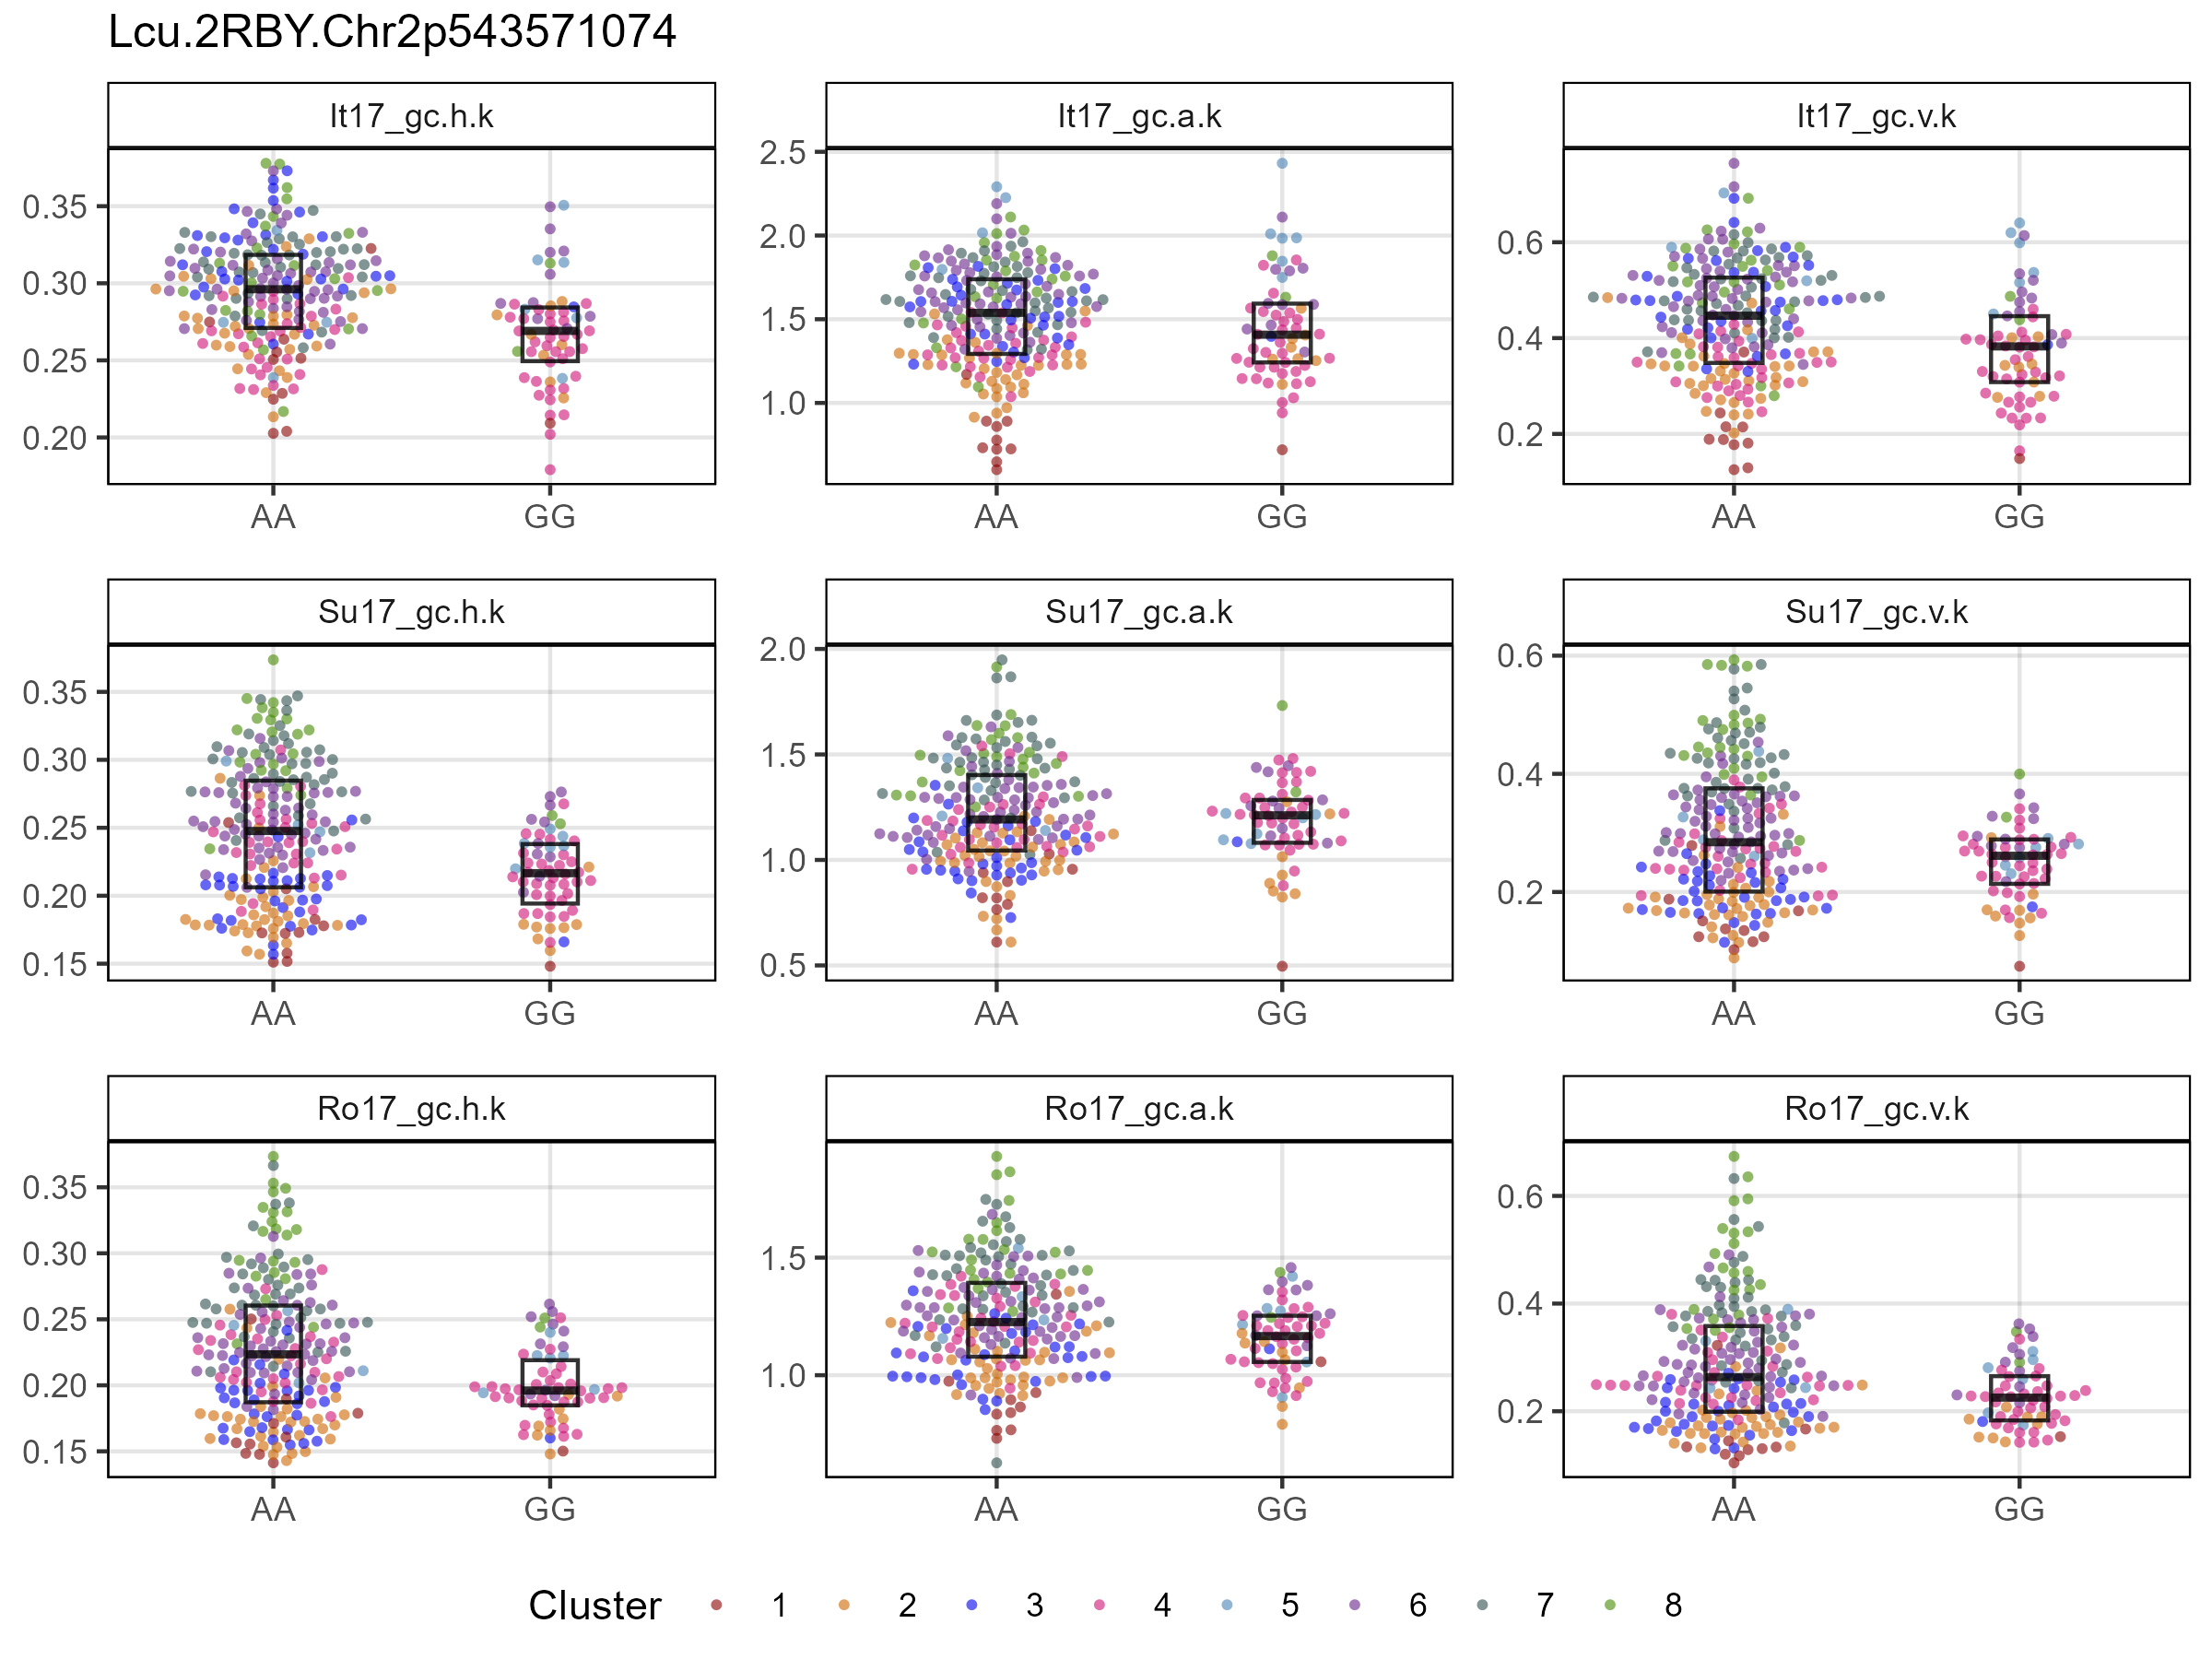 Lcu.2RBY.Chr2p543571074
It17_gc.h.k
It17_gc.a.k
It17_gc.v.k
0.35
0.30
0.25
0.20
AA
GG
2.5
2.0
1.5
1.0
AA
GG
0.6
0.4
0.2
AA
GG
Su17_gc.h.k
Su17_gc.a.k
Su17_gc.v.k
0.35
0.30
0.25
0.20
0.15
AA
GG
2.0
1.5
1.0
0.5
AA
GG
0.6
0.4
0.2
AA
GG
Ro17_gc.h.k
Ro17_gc.a.k
Ro17_gc.v.k
0.35
0.30
0.25
0.20
0.15
AA
GG
1.5
1.0
AA
GG
0.6
0.4
0.2
AA
GG
Cluster 1 2 3 4 5 6 7 8